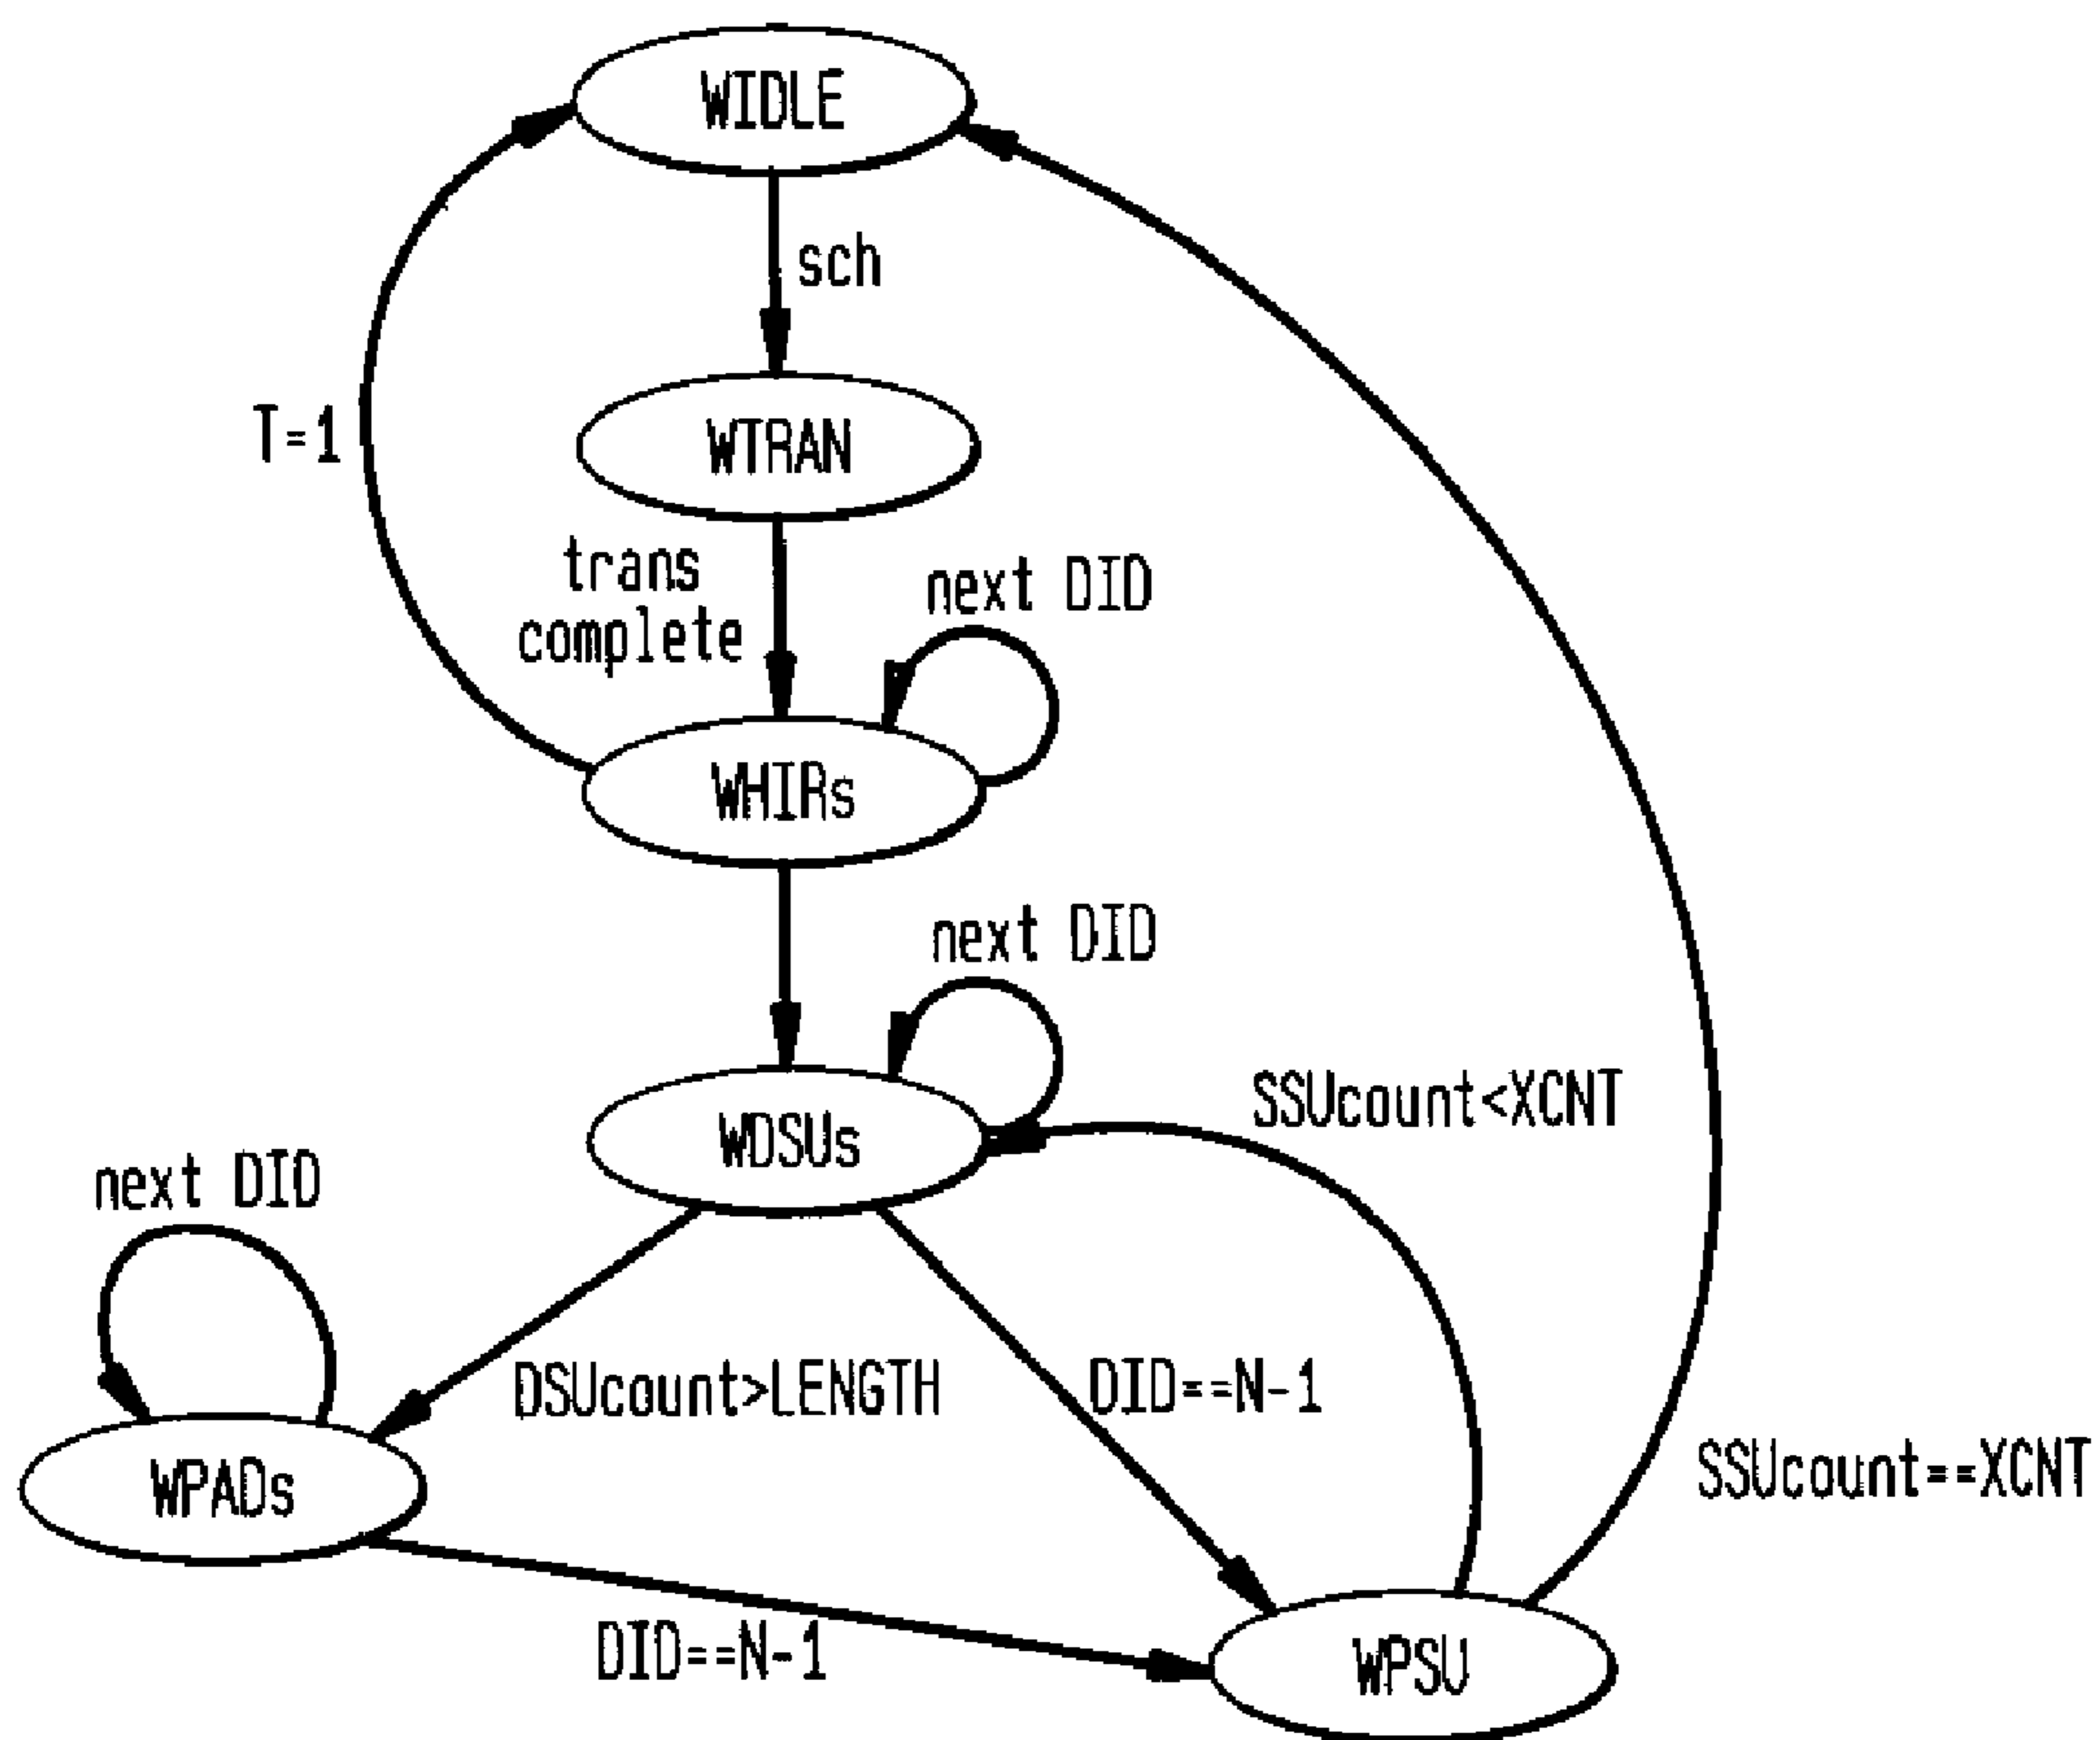 WIDLE
sch
T=1
WTRAN
trans
complete
next DID
WHIRs
next DID
SSUcount<XCNT
WDSUs
next DID
DSUcount>LENGTH
DID==N-1
SSUcount==XCNT
WPADs
DID==N-1
WPSU